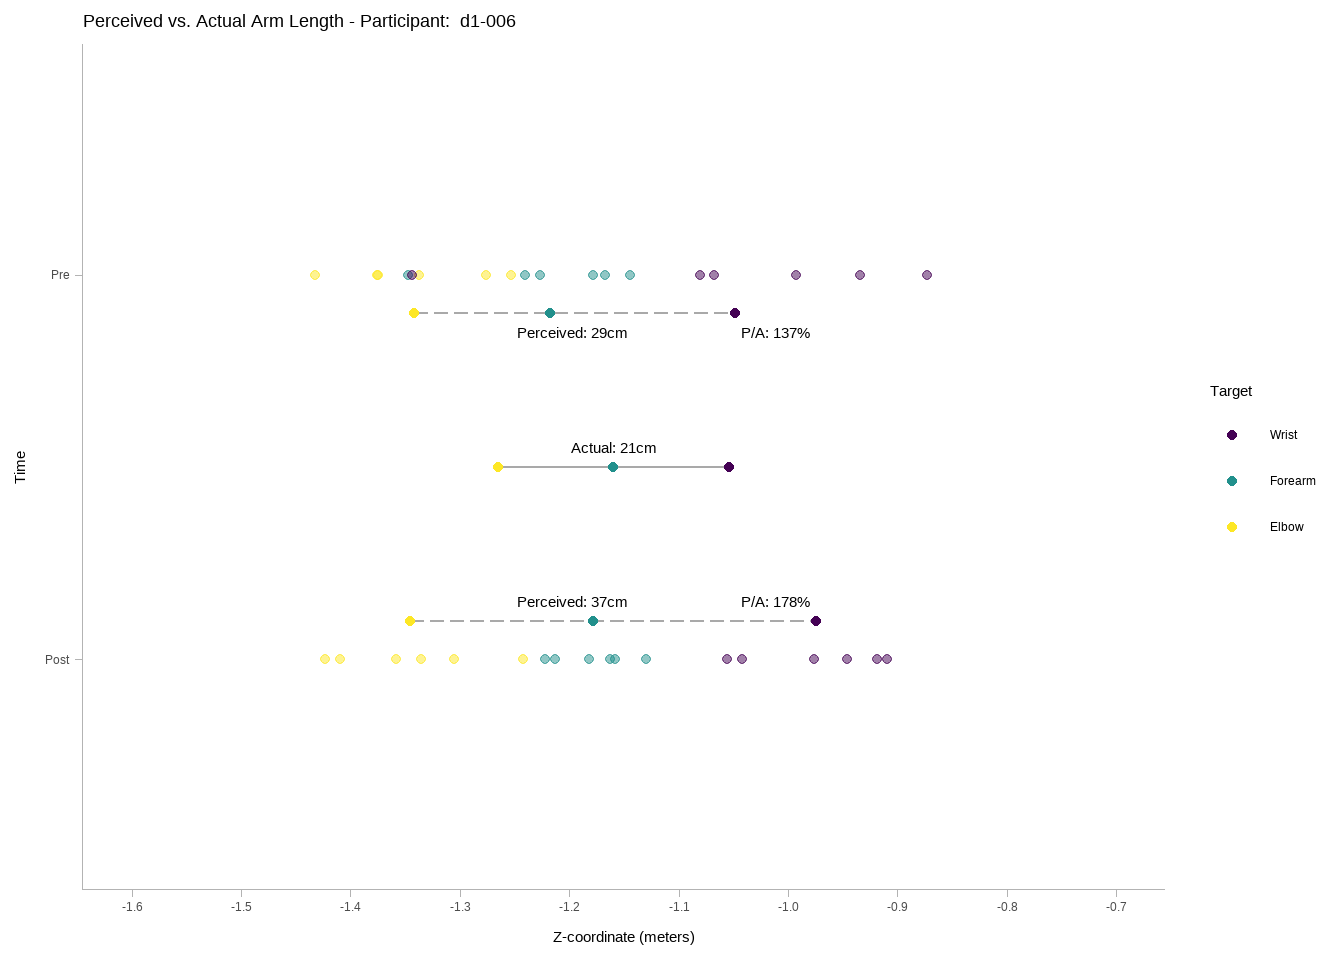 Perceived vs. Actual Arm Length - Participant:  d1-006
Pre
Perceived: 29cm
P/A: 137%
Actual: 21cm
Time
Perceived: 37cm
P/A: 178%
Post
-1.6
-1.5
-1.4
-1.3
-1.2
-1.1
-1.0
-0.9
-0.8
-0.7
Z-coordinate (meters)
Target
Wrist
Forearm
Elbow